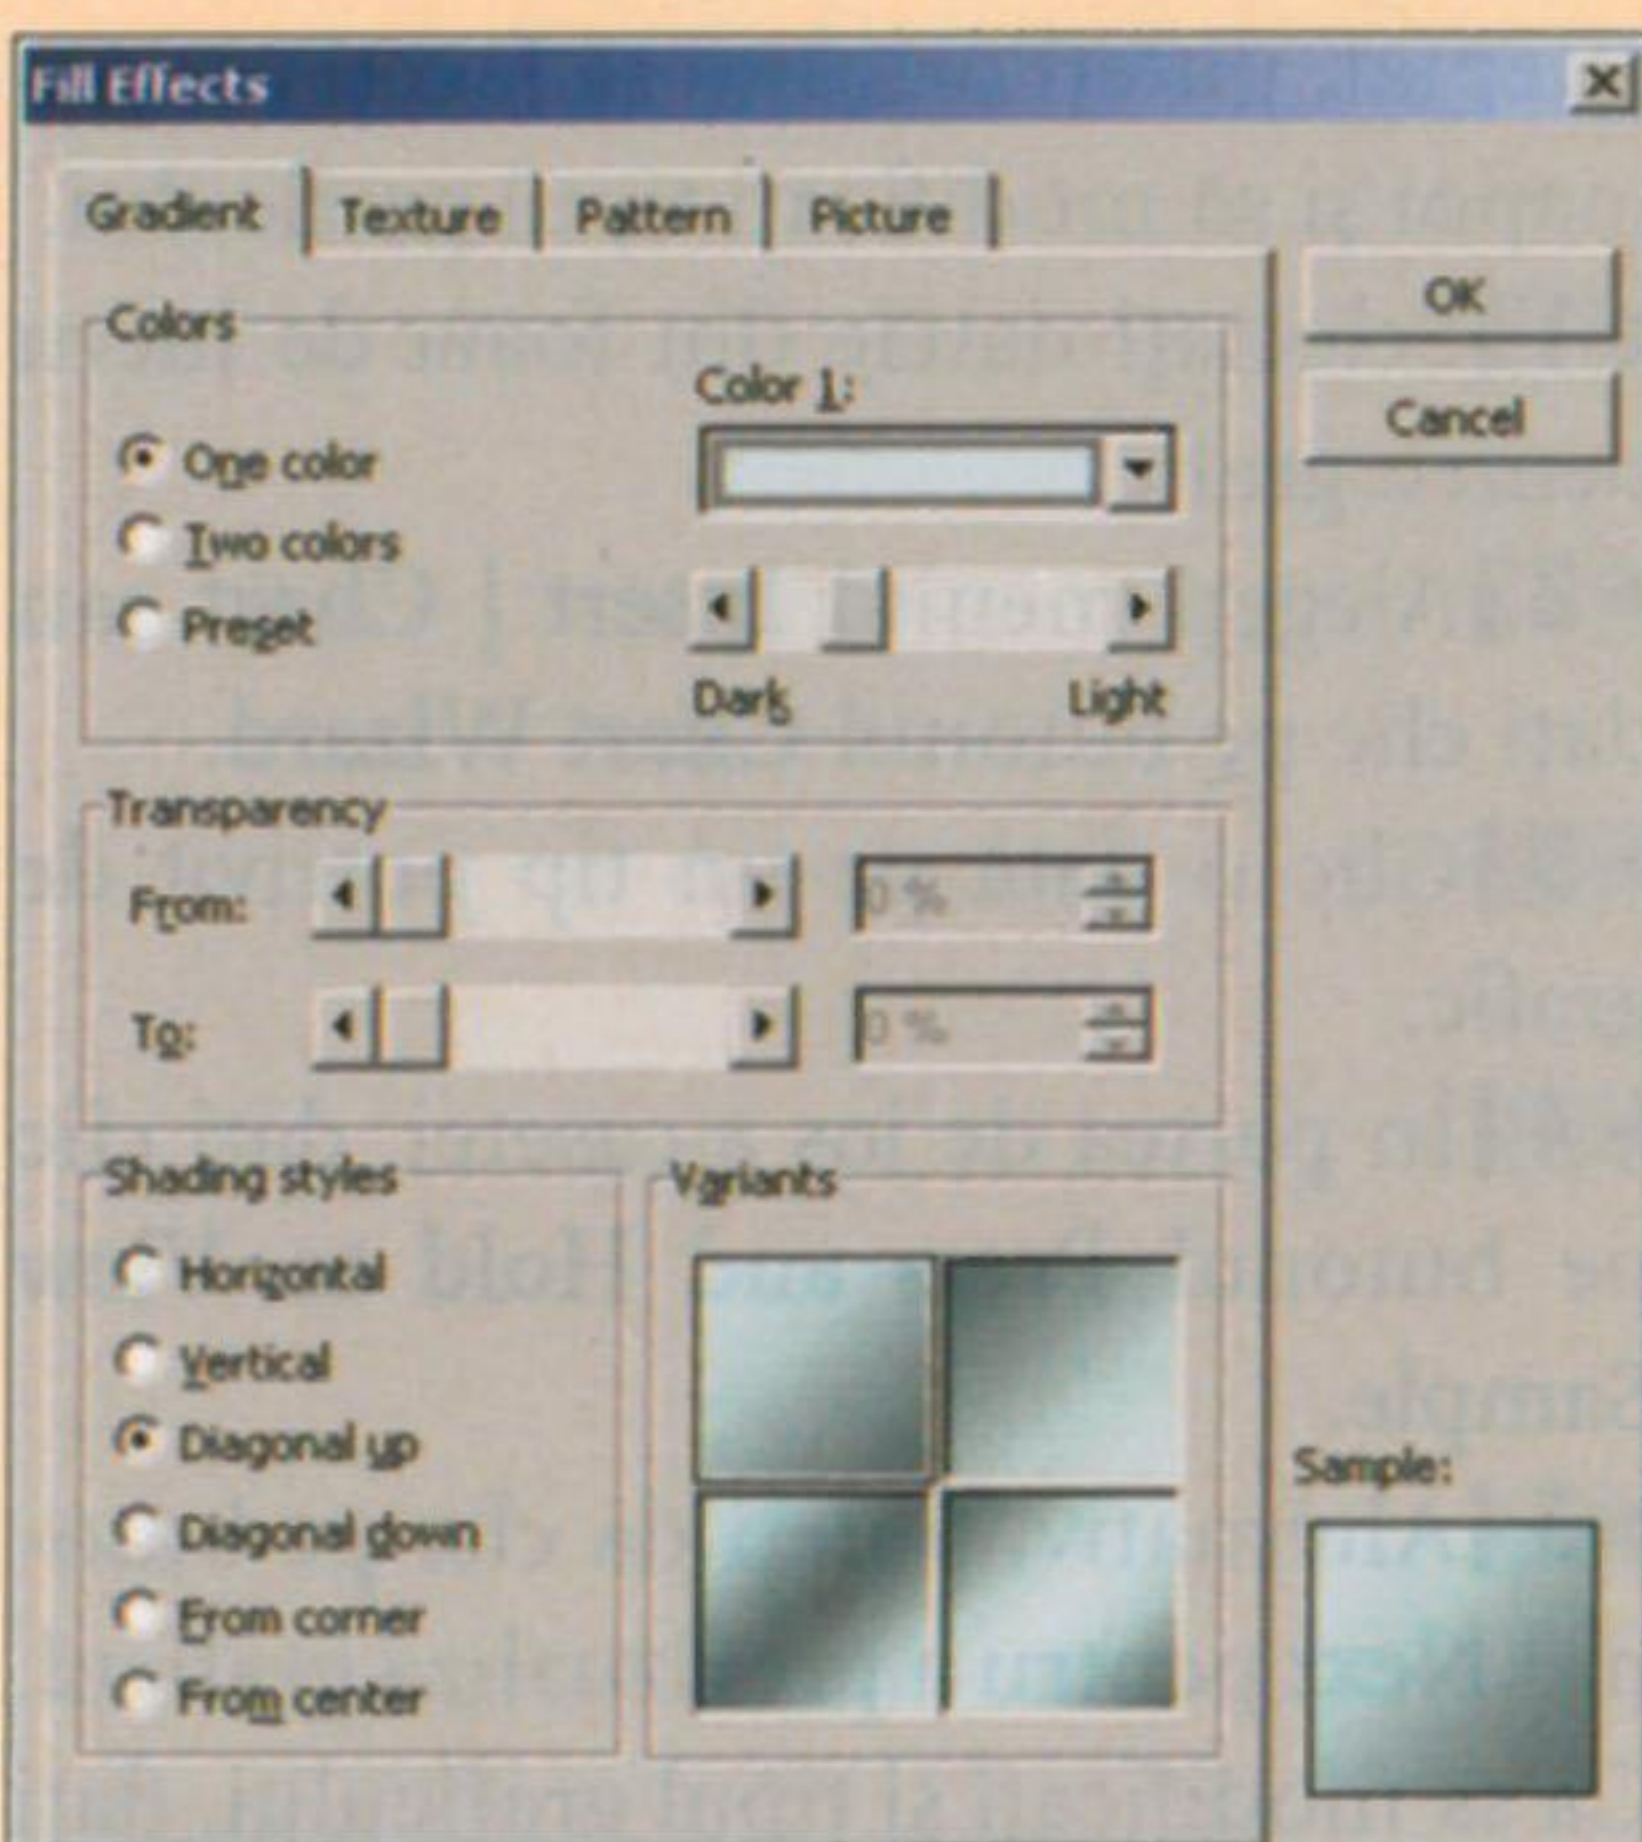 Fill Effects
Gradient Texture Pattern Picture
OK
Cancel
Colors
Color 1:
One color
Two colors
Preset
Dark Light
Transparency
From: 0 %
To: 0 %
Shading styles
Horizontal
Vertical
Diagonal up
Diagonal down
From corner
From center
Variants
Sample: